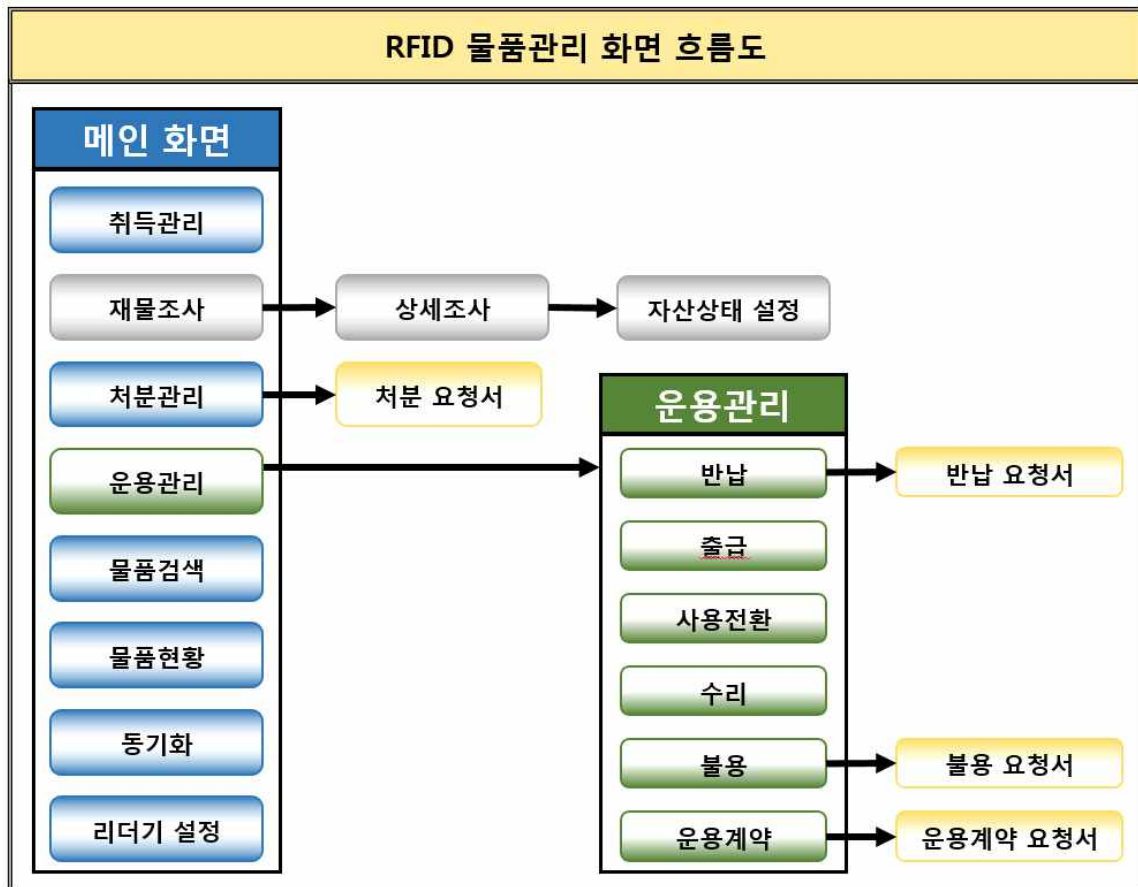 RFID 물품관리 화면 흐름도
메인 화면
취득관리
재물조사
상세조사
자산상태 설정
처분관리
처분 요청서
운용관리
운용관리
반납
반납 요청서
출급
사용전환
수리
불용
불용 요청서
운용계약
운용계약 요청서
물품검색
물품현황
동기화
리더기 설정